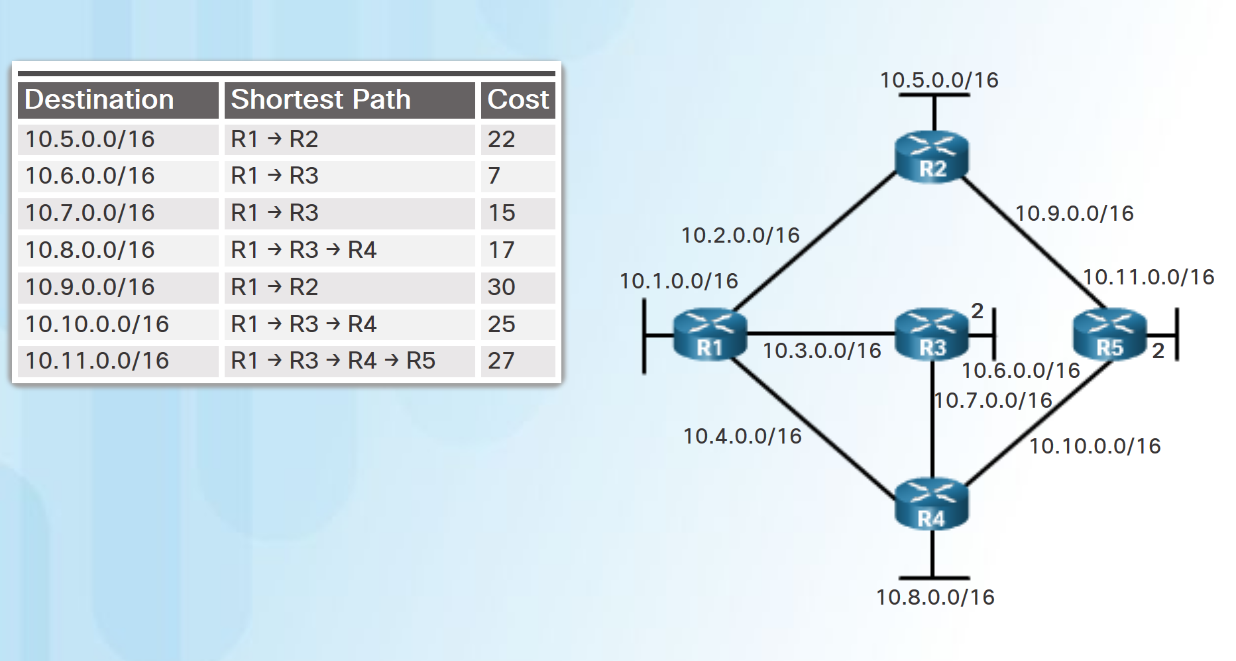 Destination Shortest Path Cost
10.5.0.0/16 R1 → R2 22
10.6.0.0/16 R1 → R3 7
10.7.0.0/16 R1 → R3 15
10.8.0.0/16 R1 → R3 → R4 17
10.9.0.0/16 R1 → R2 30
10.10.0.0/16 R1 → R3 → R4 25
10.11.0.0/16 R1 → R3 → R4 → R5 27
10.5.0.0/16
R2
10.9.0.0/16
10.2.0.0/16
10.11.0.0/16
10.1.0.0/16
2
R1
R3
R5
2
10.3.0.0/16
10.6.0.0/16
10.7.0.0/16
10.4.0.0/16
10.10.0.0/16
R4
10.8.0.0/16